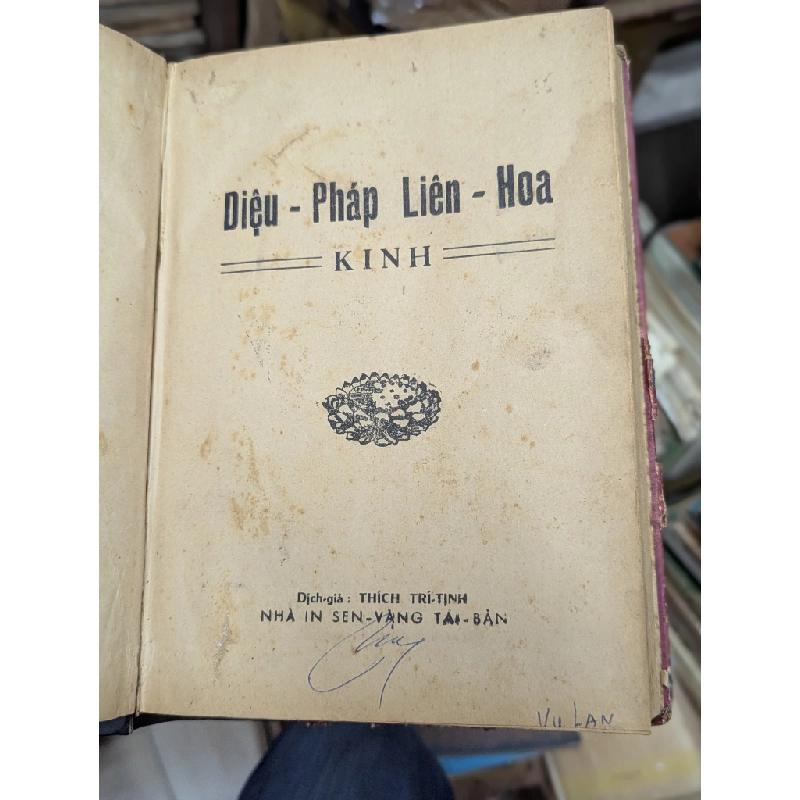 Diệu - Pháp Liên - Hoa
KINH
Dịch-giả : THÍCH TRÍ-TỊNH
NHÀ IN SEN-VÀNG TÁI-BẢN
VU LAN